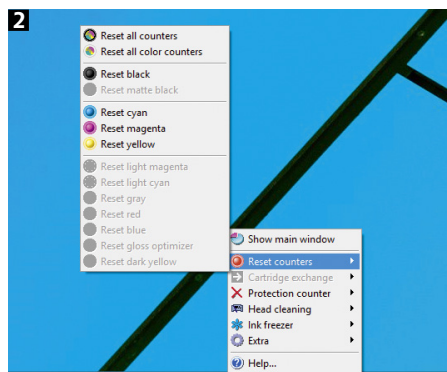 2
Reset all counters
Reset all color counters
Reset black
Reset matte black
Reset cyan
Reset magenta
Reset yellow
Reset light magenta
Reset light cyan
Reset gray
Reset red
Reset blue
Reset gloss optimizer
Reset dark yellow
Show main window
Reset counters
Cartridge exchange
Protection counter
Head cleaning
Ink freezer
Extra
Help...